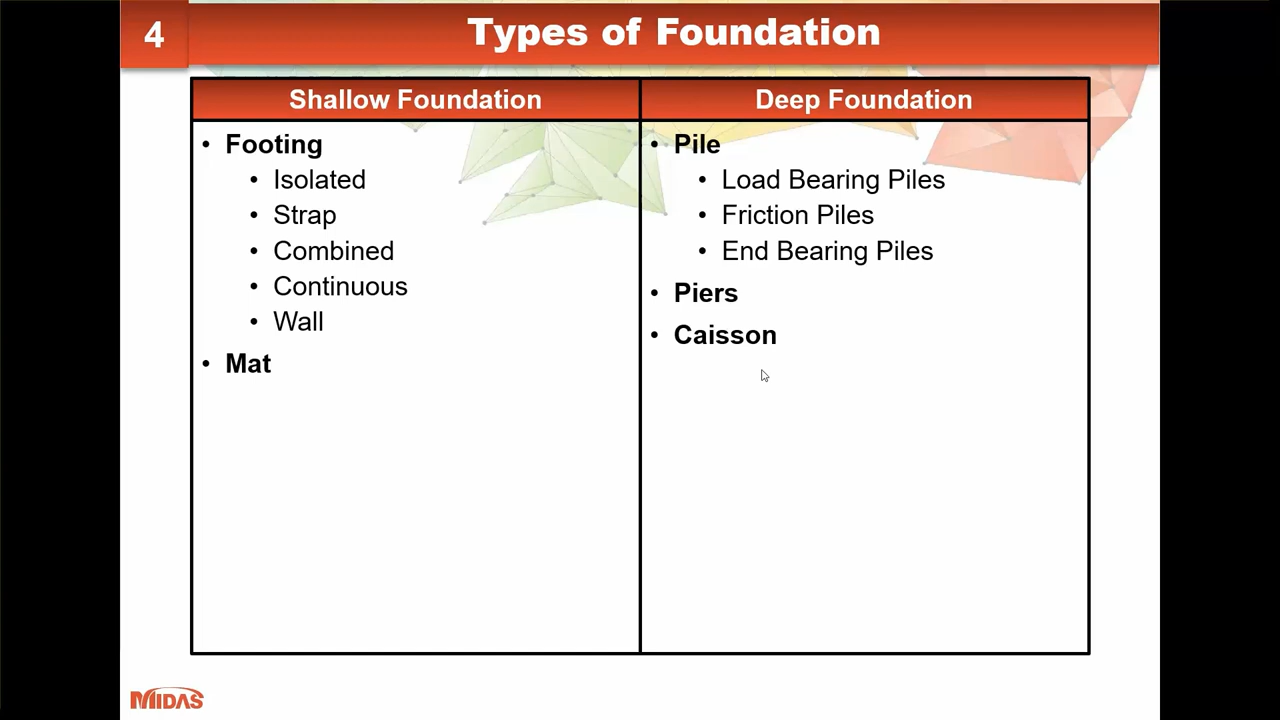 4
Types of Foundation
Shallow Foundation
• Footing
• Isolated
• Strap
• Combined
• Continuous
• Wall
• Mat
Deep Foundation
• Pile
• Load Bearing Piles
• Friction Piles
• End Bearing Piles
• Piers
• Caisson
MIDAS